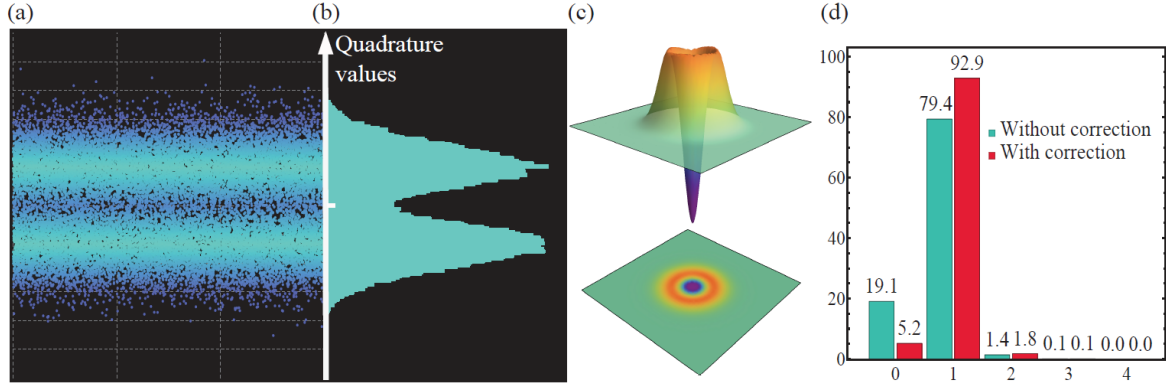 (a)
(b)
(c)
(d)
Quadrature
values
100
80
60
40
20
0
19.1
5.2
79.4
92.9
1.4
1.8
0.1
0.1
0.0
0.0
Without correction
With correction
0
1
2
3
4